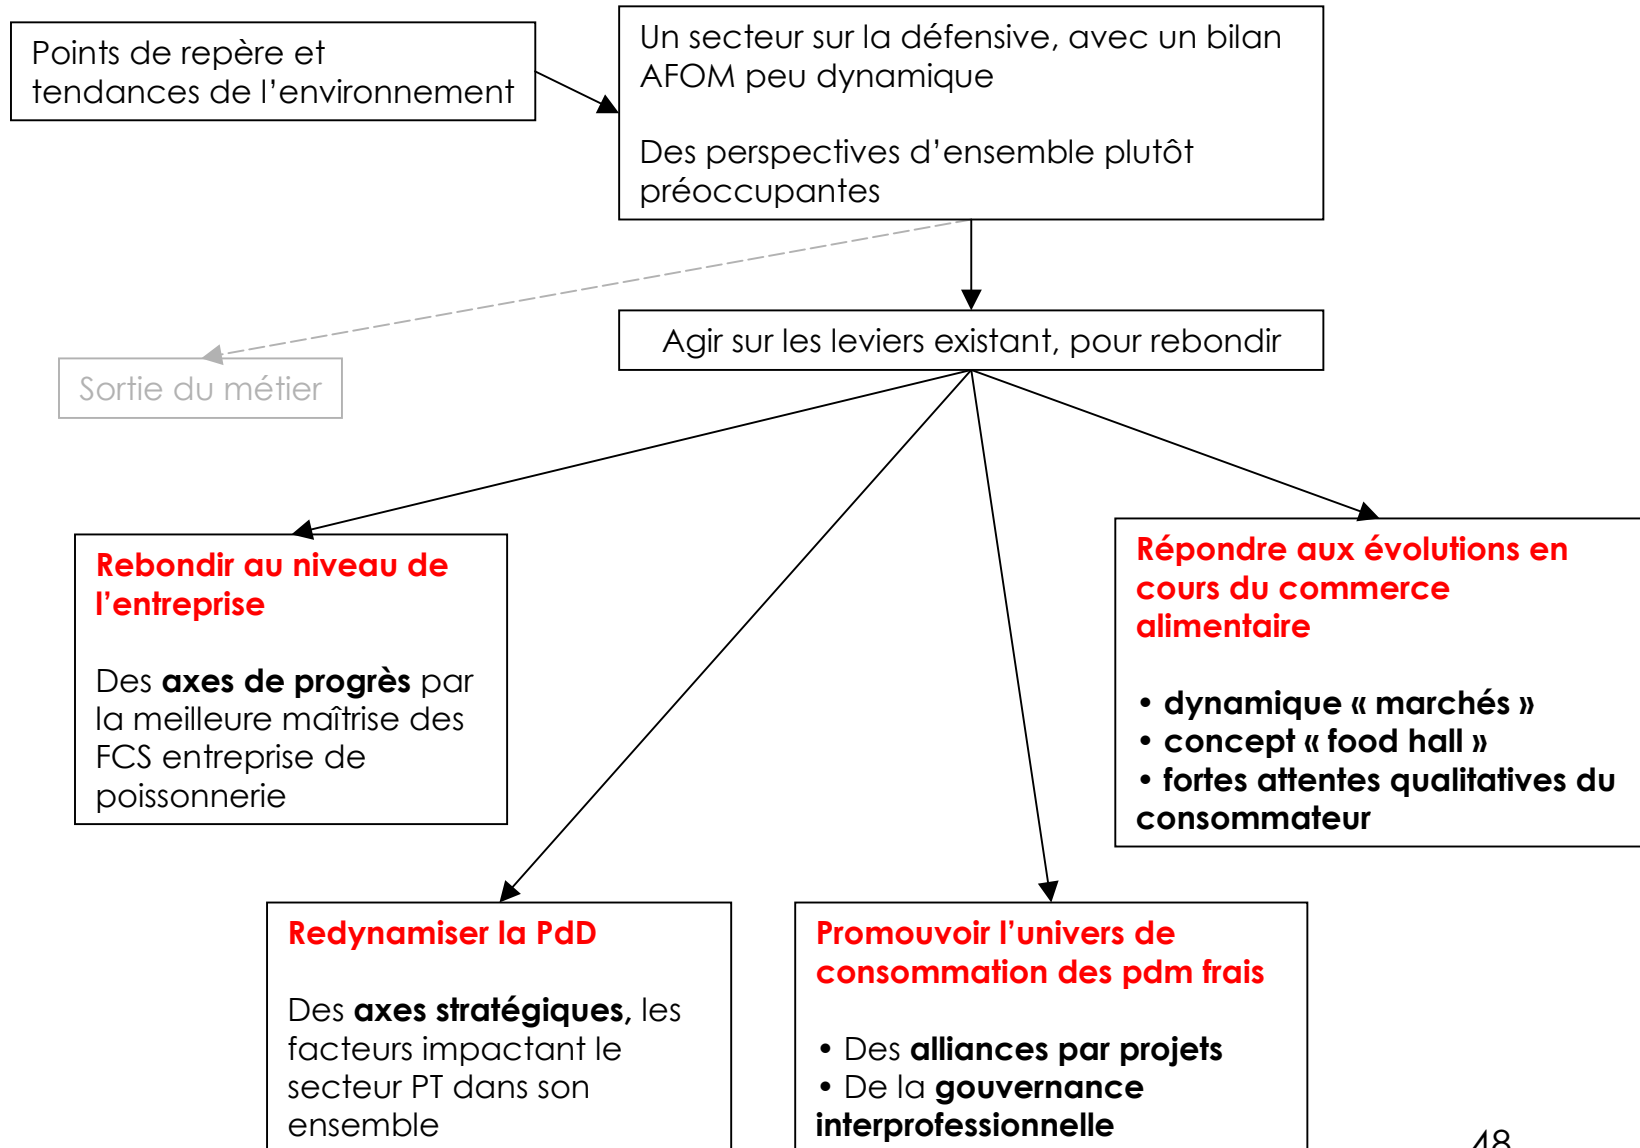 Points de repère et
tendances de l’environnement
Un secteur sur la défensive, avec un bilan
AFOM peu dynamique
Des perspectives d’ensemble plutôt
préoccupantes
Agir sur les leviers existant, pour rebondir
Sortie du métier
Rebondir au niveau de
l’entreprise
Des axes de progrès par
la meilleure maîtrise des
FCS entreprise de
poissonnerie
Répondre aux évolutions en
cours du commerce
alimentaire
• dynamique « marchés »
• concept « food hall »
• fortes attentes qualitatives du
consommateur
Redynamiser la PdD
Des axes stratégiques, les
facteurs impactant le
secteur PT dans son
ensemble
Promouvoir l’univers de
consommation des pdm frais
• Des alliances par projets
• De la gouvernance
interprofessionnelle
48